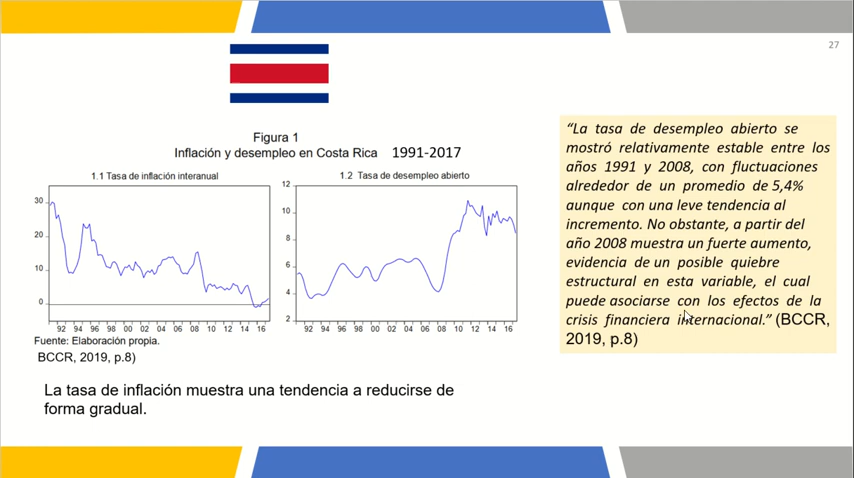 27
Figura 1
Inflación y desempleo en Costa Rica 1991-2017
1.1 Tasa de inflación interanual
30
20
10
0
92 94 96 98 00 02 04 06 08 10 12 14 16
1.2 Tasa de desempleo abierto
12
10
8
6
4
2
92 94 96 98 00 02 04 06 08 10 12 14 16
Fuente: Elaboración propia.
BCCR, 2019, p.8)
La tasa de inflación muestra una tendencia a reducirse de
forma gradual.
“La tasa de desempleo abierto se
mostró relativamente estable entre los
años 1991 y 2008, con fluctuaciones
alrededor de un promedio de 5,4%
aunque con una leve tendencia al
incremento. No obstante, a partir del
año 2008 muestra un fuerte aumento,
evidencia de un posible quiebre
estructural en esta variable, el cual
puede asociarse con los efectos de la
crisis financiera internacional.” (BCCR,
2019, p.8)